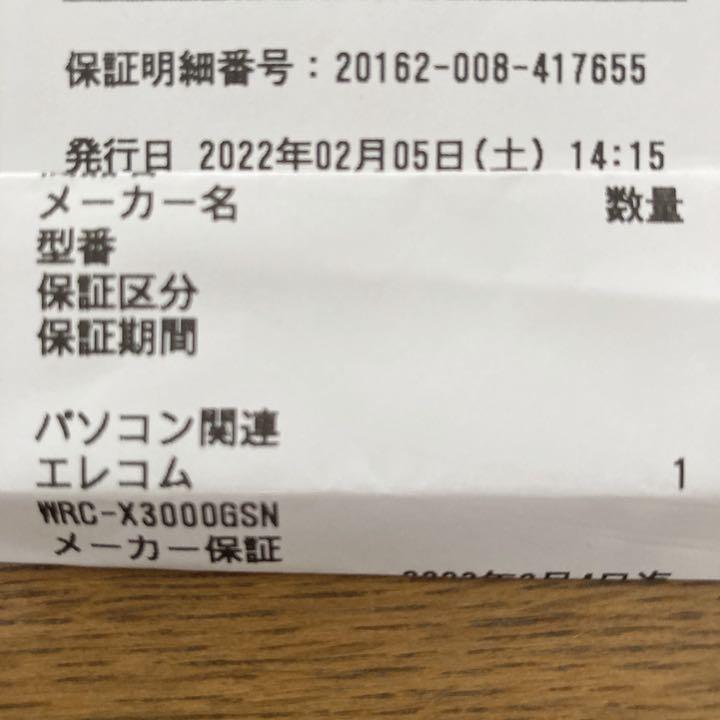 保証明細番号：20162-008-417655
発行日 2022年02月05日(土) 14:15
メーカー名 数量
型番
保証区分
保証期間
パソコン関連
エレコム 1
WRC-X3000GSN
メーカー保証